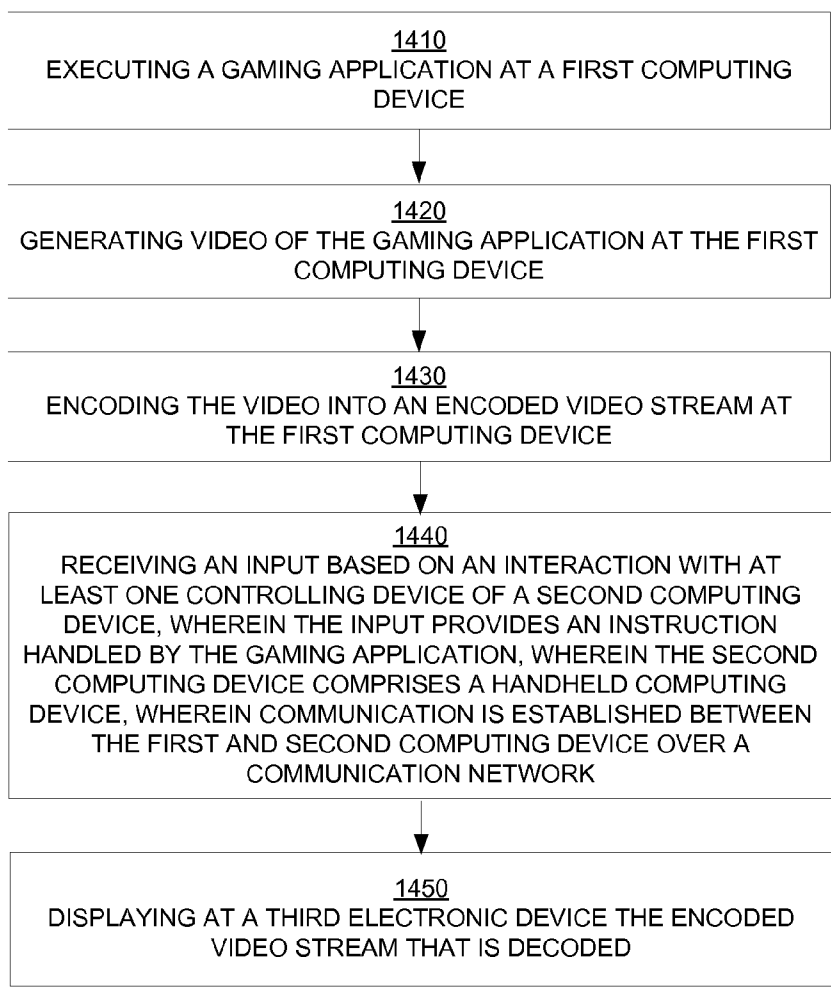 1410
EXECUTING A GAMING APPLICATION AT A FIRST COMPUTING
DEVICE
1420
GENERATING VIDEO OF THE GAMING APPLICATION AT THE FIRST
COMPUTING DEVICE
1430
ENCODING THE VIDEO INTO AN ENCODED VIDEO STREAM AT
THE FIRST COMPUTING DEVICE
1440
RECEIVING AN INPUT BASED ON AN INTERACTION WITH AT
LEAST ONE CONTROLLING DEVICE OF A SECOND COMPUTING
DEVICE, WHEREIN THE INPUT PROVIDES AN INSTRUCTION
HANDLED BY THE GAMING APPLICATION, WHEREIN THE SECOND
COMPUTING DEVICE COMPRISES A HANDHELD COMPUTING
DEVICE, WHEREIN COMMUNICATION IS ESTABLISHED BETWEEN
THE FIRST AND SECOND COMPUTING DEVICE OVER A
COMMUNICATION NETWORK
1450
DISPLAYING AT A THIRD ELECTRONIC DEVICE THE ENCODED
VIDEO STREAM THAT IS DECODED